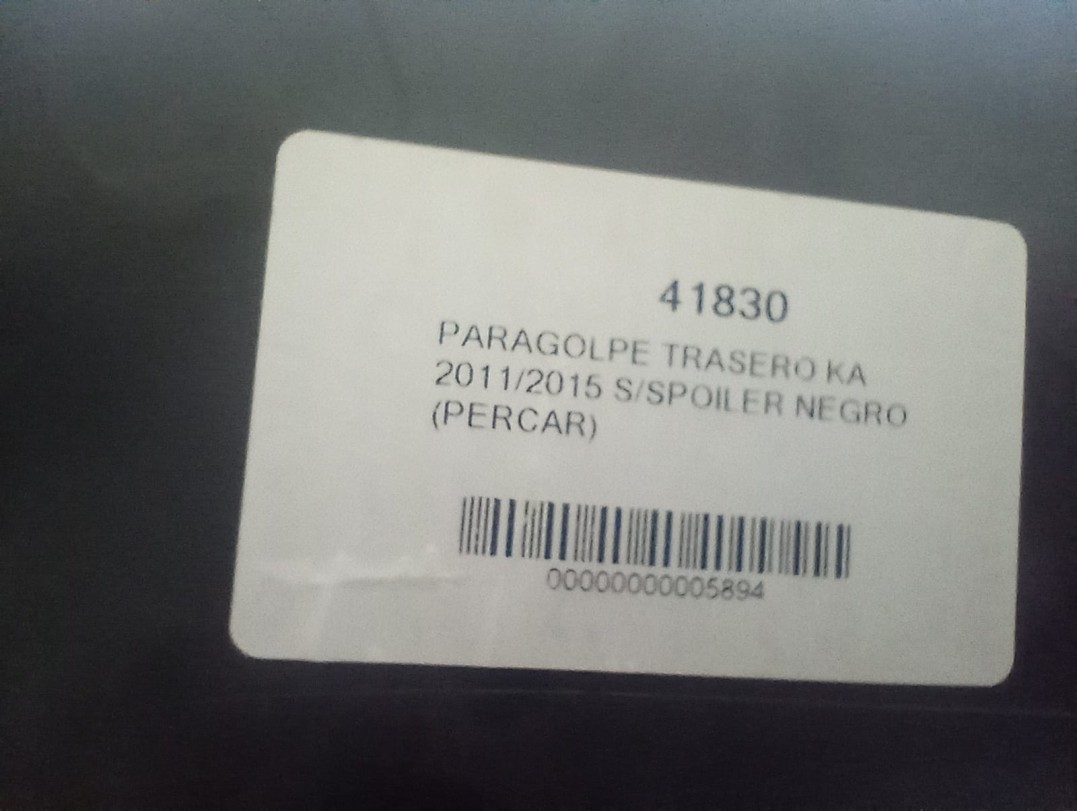 41830
PARAGOLPE TRASERO KA
2011/2015 S/SPOILER NEGRO
(PERCAR)
00000000005894